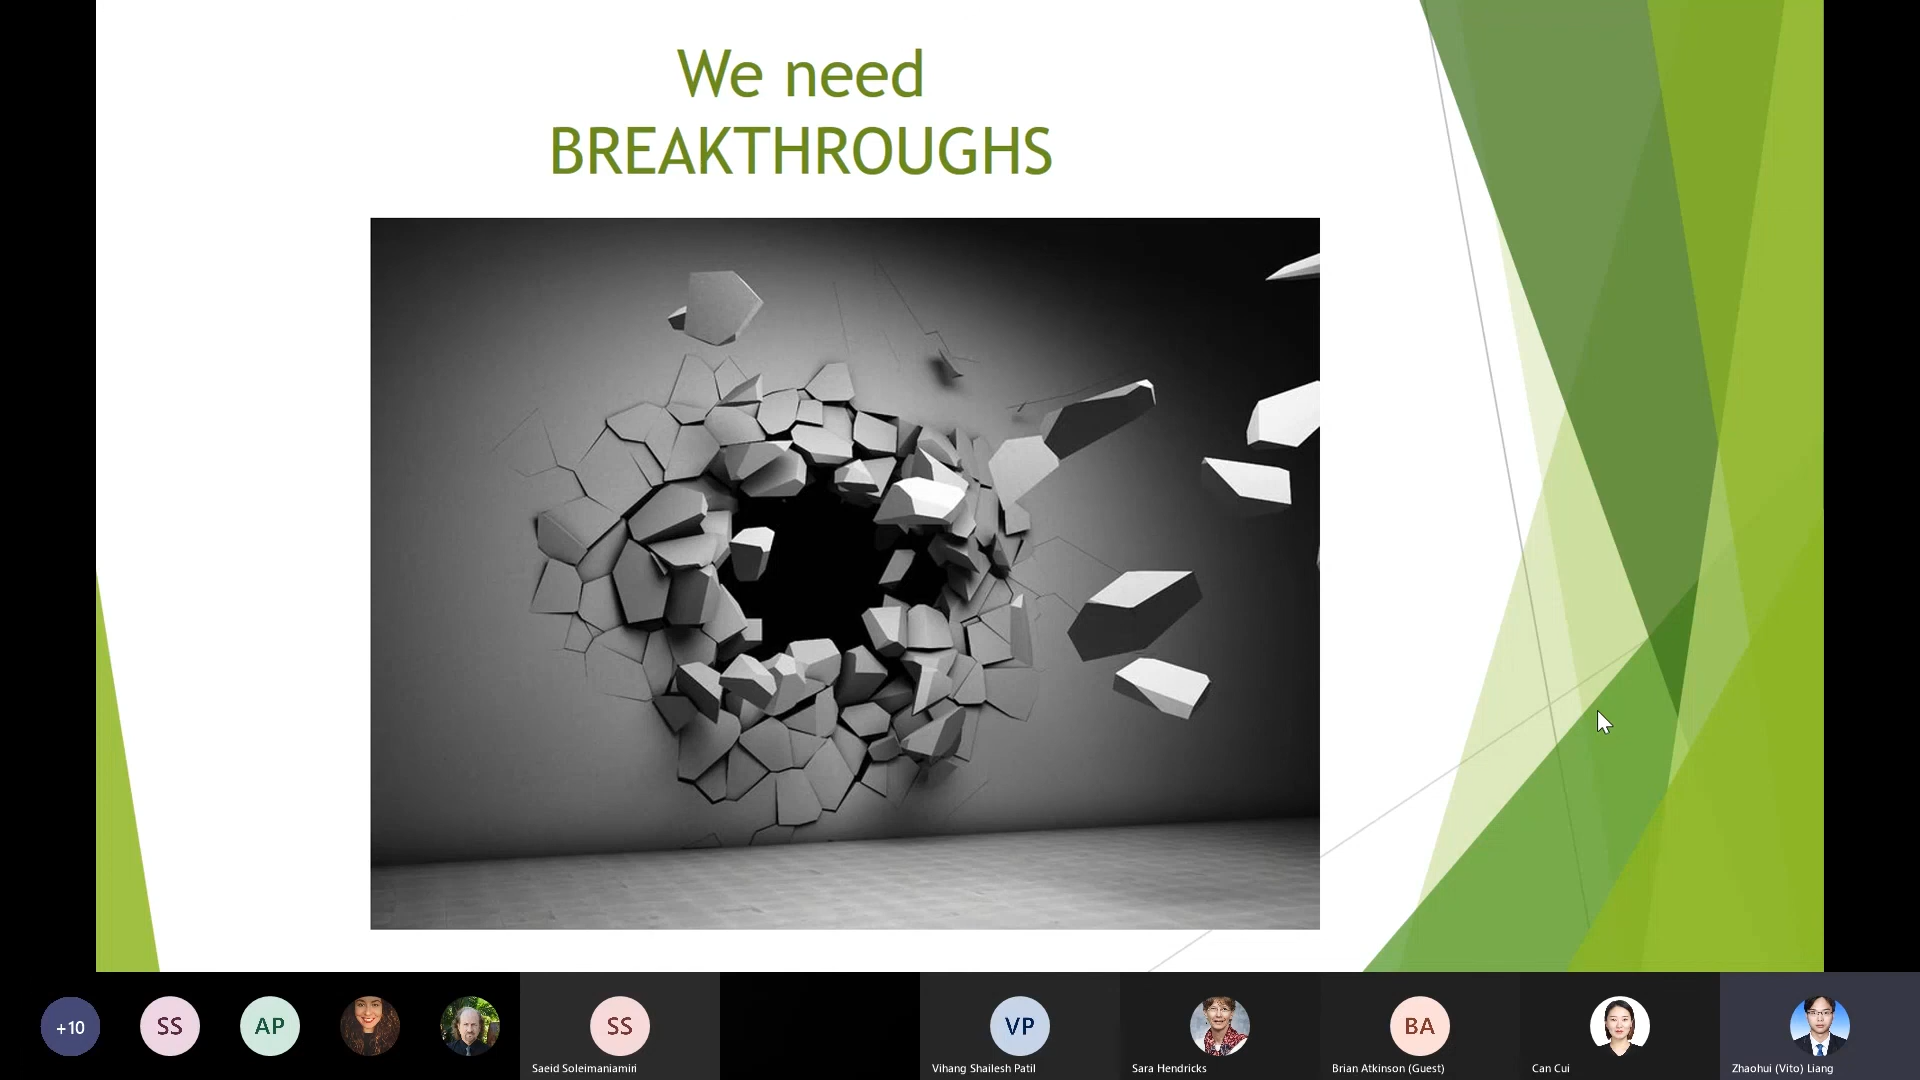 We need
BREAKTHROUGHS
+10
SS
AP
SS
Saeid Soleimaniamiri
VP
Vihang Shailesh Patil
Sara Hendricks
BA
Brian Atkinson (Guest)
Can Cui
Zhaohui (Vito) Liang